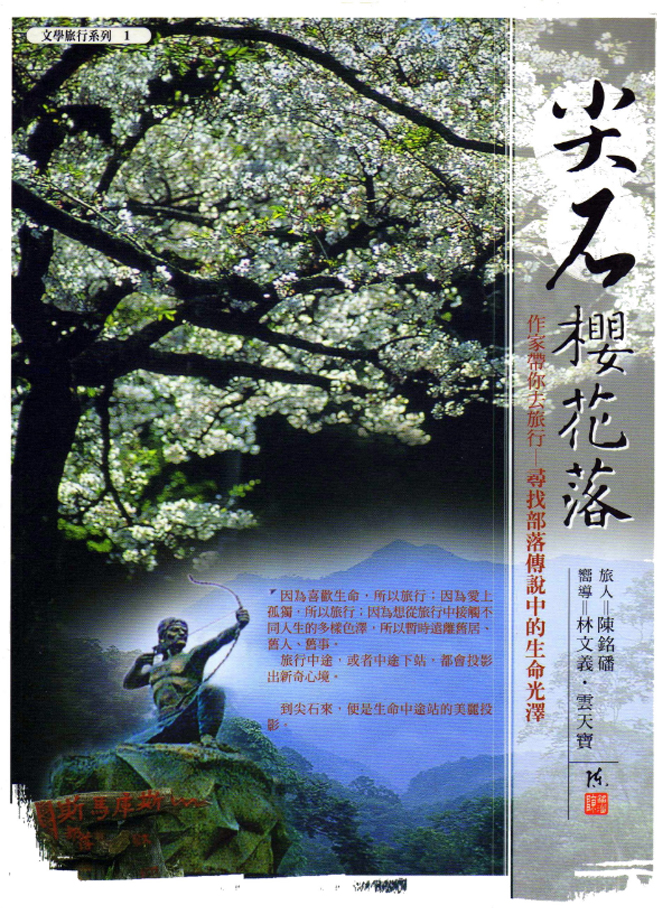 文學旅行系列 1
尖石櫻花落
作家帶你去旅行—尋找部落傳說中的生命光澤
旅人＝陳銘磻
嚮導＝林文義・雲天寶
因為喜歡生命，所以旅行；因為愛上
孤獨，所以旅行；因為想從旅行中接觸不
同人生的多樣色澤，所以暫時遠離舊居、
舊人、舊事。
旅行中途，或者中途下站，都會投影
出新奇心境。
到尖石來，便是生命中途站的美麗投
影。
斯馬庫斯